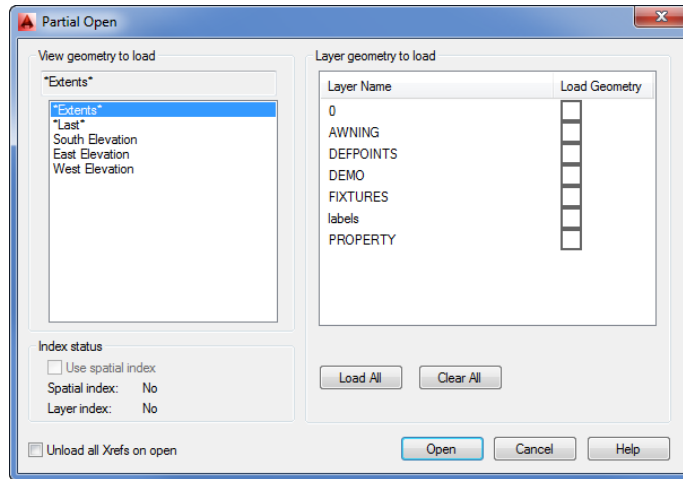 Partial Open
View geometry to load
*Extents*
*Extents*
*Last*
South Elevation
East Elevation
West Elevation
Index status
Use spatial index
Spatial index: No
Layer index: No
Unload all Xrefs on open
Layer geometry to load
Layer Name Load Geometry
0
AWNING
DEFPOINTS
DEMO
FIXTURES
labels
PROPERTY
Load All Clear All
Open Cancel Help